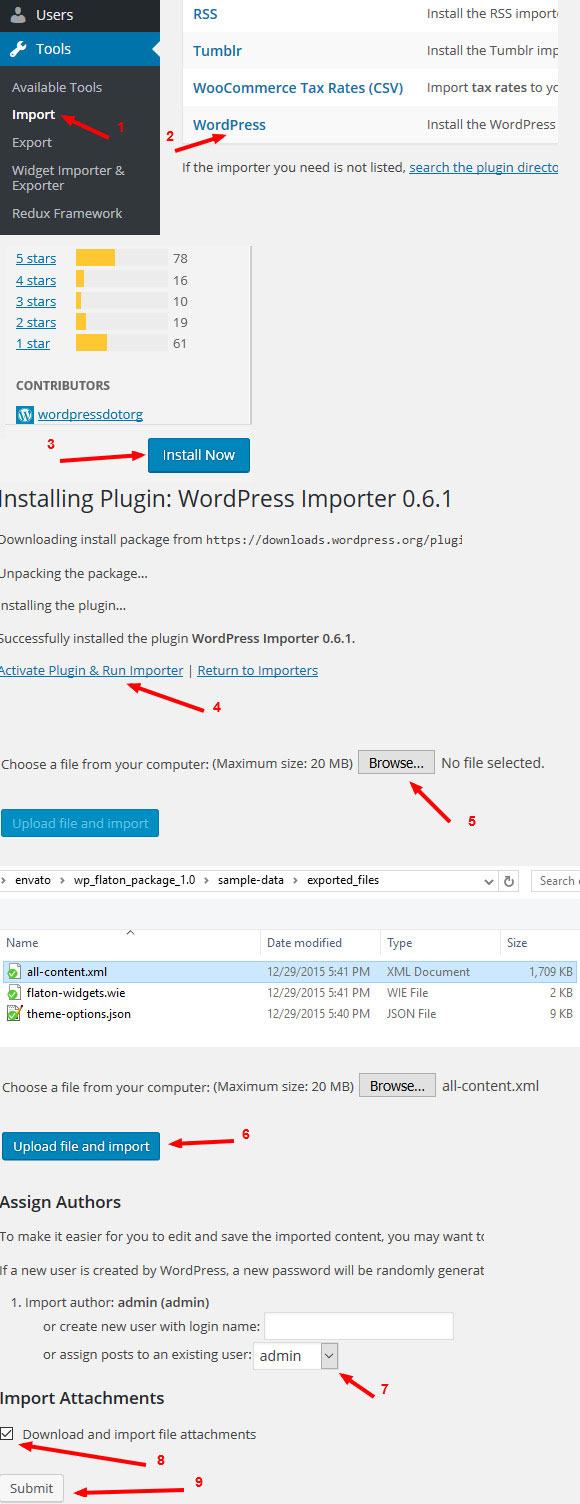 Users
Tools
Available Tools
Import
1
Export
Widget Importer &
Exporter
Redux Framework
RSS Install the RSS importe
Tumblr Install the Tumblr imp
WooCommerce Tax Rates (CSV) Import tax rates to yo
WordPress Install the WordPress
2
If the importer you need is not listed, search the plugin directo
5 stars 78
4 stars 16
3 stars 10
2 stars 19
1 star 61
CONTRIBUTORS
wordpressdotorg
3
Install Now
Installing Plugin: WordPress Importer 0.6.1
Downloading install package from https://downloads.wordpress.org/plugi
Unpacking the package...
nstalling the plugin...
Successfully installed the plugin WordPress Importer 0.6.1.
Activate Plugin & Run Importer | Return to Importers
4
Choose a file from your computer: (Maximum size: 20 MB) Browse... No file selected.
5
Upload file and import
envato > wp_flaton_package_1.0 > sample-data > exported_files Search e
Name Date modified Type Size
all-content.xml 12/29/2015 5:41 PM XML Document 1,709 KB
flaton-widgets.wie 12/29/2015 5:41 PM WIE File 2 KB
theme-options.json 12/29/2015 5:40 PM JSON File 9 KB
Choose a file from your computer: (Maximum size: 20 MB) Browse... all-content.xml
Upload file and import 6
Assign Authors
To make it easier for you to edit and save the imported content, you may want to
If a new user is created by WordPress, a new password will be randomly generat
1. Import author: admin (admin)
or create new user with login name:
or assign posts to an existing user: admin
7
Import Attachments
Download and import file attachments
8
Submit 9